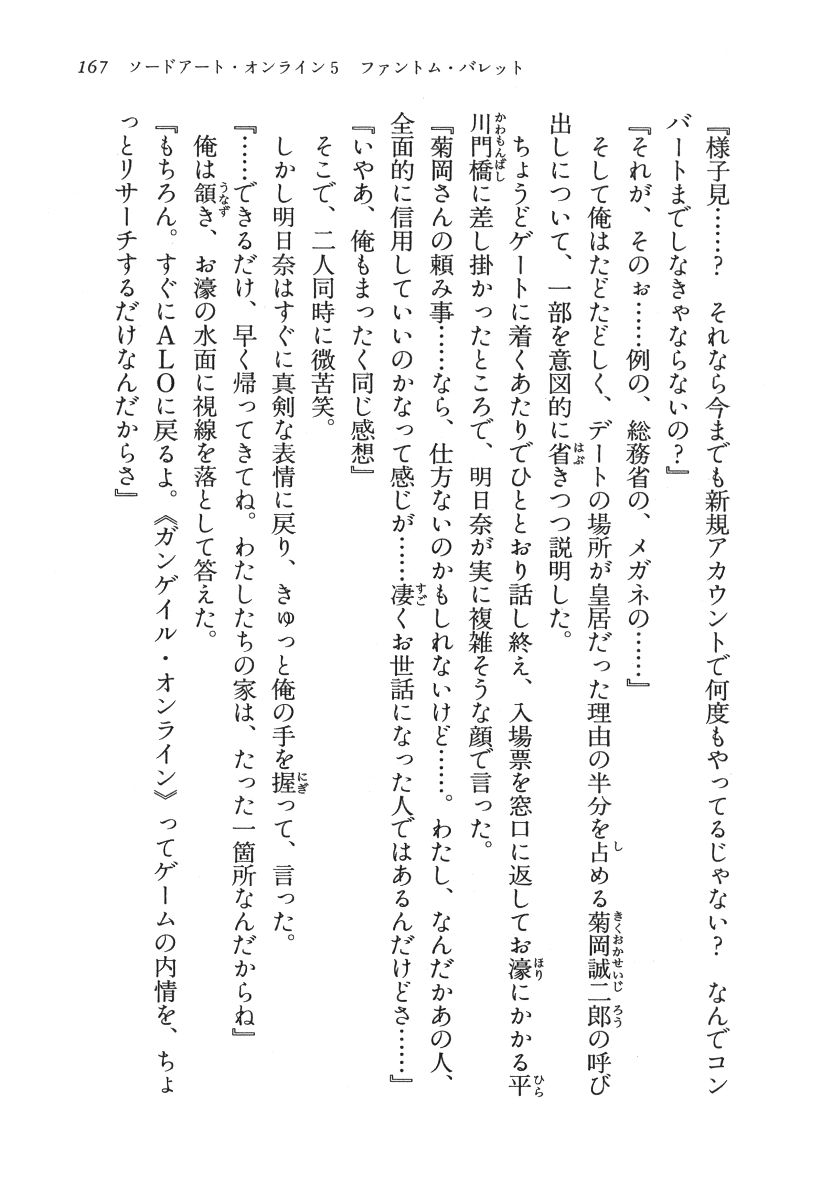 167　ソードアート・オンライン5　ファントム・バレット
『様子見……？　それなら今までも新規アカウントで何度もやってるじゃない？　なんでコン
バートまでしなきゃならないの？』
『それが、そのぉ……例の、総務省の、メガネの……』
　そして俺はたどたどしく、デートの場所が皇居だった理由の半分を占める菊岡誠二郎の呼び
出しについて、一部を意図的に省きつつ説明した。
　ちょうどゲートに着くあたりでひととおり話し終え、入場票を窓口に返してお濠にかかる平
川門橋に差し掛かったところで、明日奈が実に複雑そうな顔で言った。
『菊岡さんの頼み事……なら、仕方ないのかもしれないけど……。わたし、なんだかあの人、
全面的に信用していいのかなって感じが……凄くお世話になった人ではあるんだけどさ……』
『いやあ、俺もまったく同じ感想』
　そこで、二人同時に微苦笑。
　しかし明日奈はすぐに真剣な表情に戻り、きゅっと俺の手を握って、言った。
『……できるだけ、早く帰ってきてね。わたしたちの家は、たった一箇所なんだからね』
　俺は頷き、お濠の水面に視線を落として答えた。
『もちろん。すぐにＡＬＯに戻るよ。《ガンゲイル・オンライン》ってゲームの内情を、ちょ
っとリサーチするだけなんだからさ』